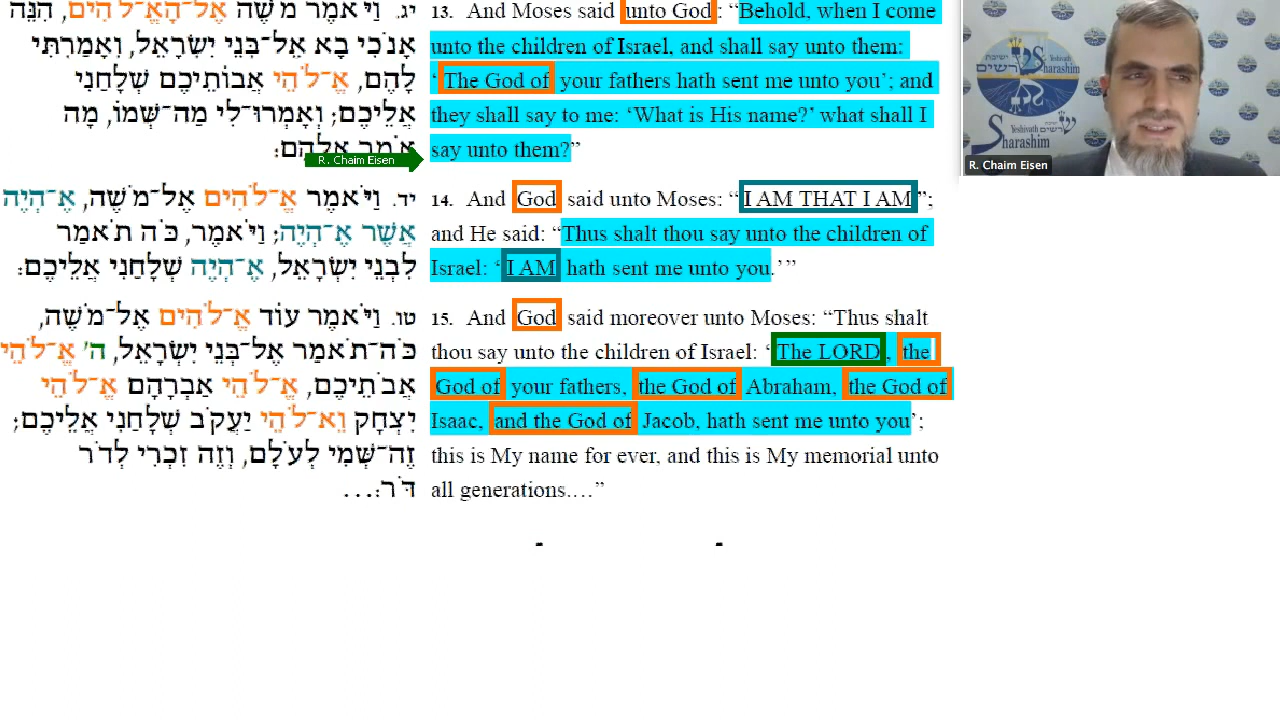 יג. וַיֹּאמֶר מֹשֶׁה אֶל־הָאֱ־לֹהִים, הִנֵּה
אָנֹכִי בָא אֶל־בְּנֵי יִשְׂרָאֵל, וְאָמַרְתִּי
לָהֶם, אֱ־לֹהֵי אֲבוֹתֵיכֶם שְׁלָחַנִי
אֲלֵיכֶם; וְאָמְרוּ־לִי מַה־שְּׁמוֹ, מָה
אֹמַר אֲלֵהֶם:
יד. וַיֹּאמֶר אֱ־לֹהִים אֶל־מֹשֶׁה, אֶ־הְיֶה
אֲשֶׁר אֶ־הְיֶה; וַיֹּאמֶר, כֹּה תֹאמַר
לִבְנֵי יִשְׂרָאֵל, אֶ־הְיֶה שְׁלָחַנִי אֲלֵיכֶם:
טו. וַיֹּאמֶר עוֹד אֱ־לֹהִים אֶל־מֹשֶׁה,
כֹּה־תֹאמַר אֶל־בְּנֵי יִשְׂרָאֵל, ה' אֱ־לֹהֵי
אֲבֹתֵיכֶם, אֱ־לֹהֵי אַבְרָהָם אֱ־לֹהֵי
יִצְחָק וֵא־לֹהֵי יַעֲקֹב שְׁלָחַנִי אֲלֵיכֶם;
זֶה־שְּׁמִי לְעֹלָם, וְזֶה זִכְרִי לְדֹר
דֹּר:...
13. And Moses said unto God: “Behold, when I come
unto the children of Israel, and shall say unto them:
‘The God of your fathers hath sent me unto you’; and
they shall say to me: ‘What is His name?’ what shall I
say unto them?”
14. And God said unto Moses: “I AM THAT I AM”;
and He said: “Thus shalt thou say unto the children of
Israel: ‘I AM hath sent me unto you.’”
15. And God said moreover unto Moses: “Thus shalt
thou say unto the children of Israel: ‘The LORD, the
God of your fathers, the God of Abraham, the God of
Isaac, and the God of Jacob, hath sent me unto you’;
this is My name for ever, and this is My memorial unto
all generations....”
R. Chaim Eisen
ישיבת
שרשים
Sharashim
Yeshivath שרשים
Sharashim
R. Chaim Eisen